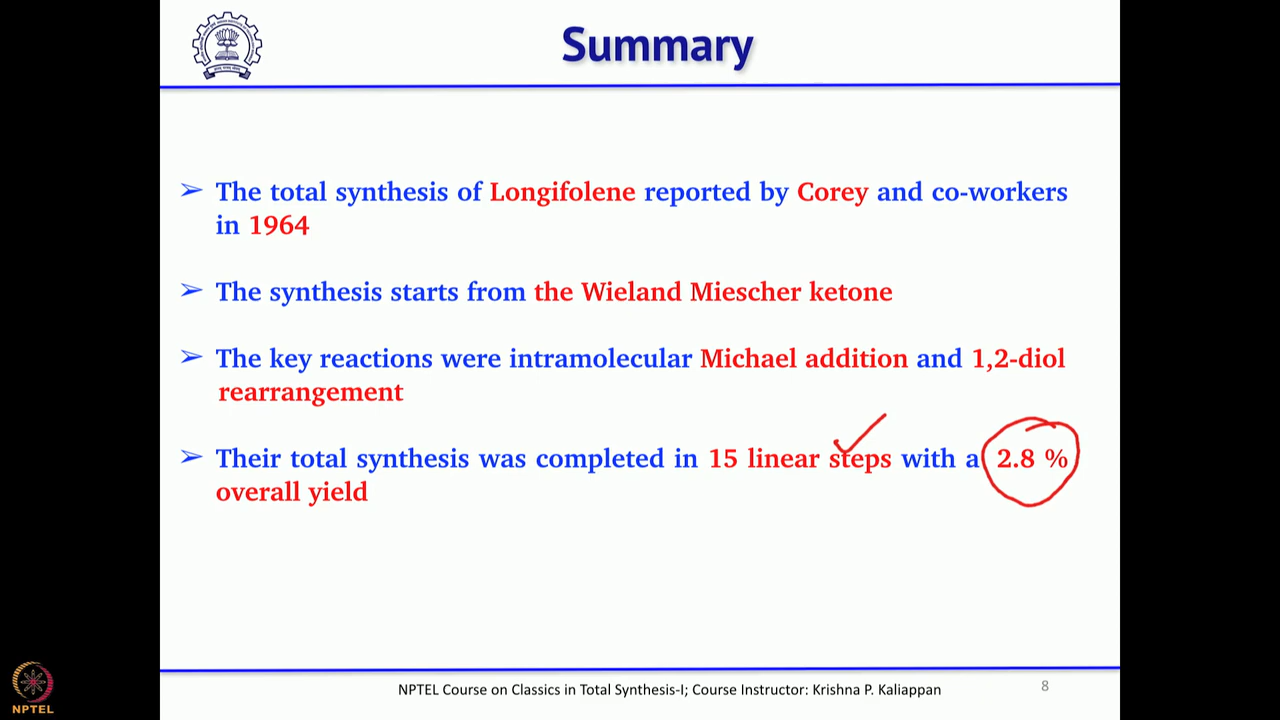 Summary
➢ The total synthesis of Longifolene reported by Corey and co-workers
in 1964
➢ The synthesis starts from the Wieland Miescher ketone
➢ The key reactions were intramolecular Michael addition and 1,2-diol
rearrangement
➢ Their total synthesis was completed in 15 linear steps with a 2.8 %
overall yield
NPTEL Course on Classics in Total Synthesis-I; Course Instructor: Krishna P. Kaliappan
8
NPTEL